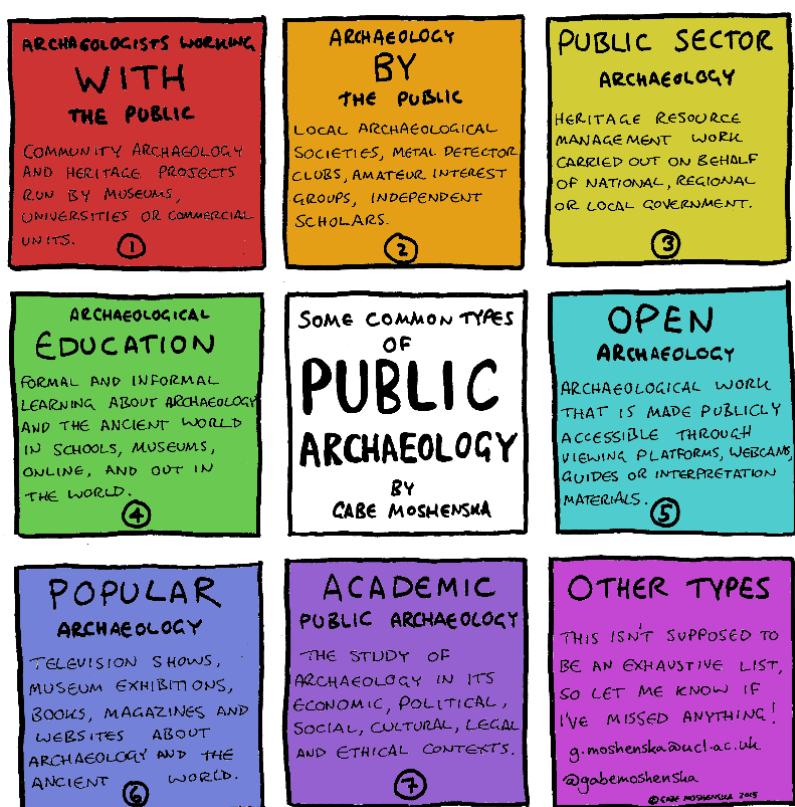 ARCHAEOLOGISTS WORKING
WITH
THE PUBLIC
COMMUNITY ARCHAEOLOGY
AND HERITAGE PROJECTS
RUN BY MUSEUMS,
UNIVERSITIES OR COMMERCIAL
UNITS.
1
ARCHAEOLOGY
BY
THE PUBLIC
LOCAL ARCHAEOLOGICAL
SOCIETIES, METAL DETECTOR
CLUBS, AMATEUR INTEREST
GROUPS, INDEPENDENT
SCHOLARS.
2
PUBLIC SECTOR
ARCHAEOLOGY
HERITAGE RESOURCE
MANAGEMENT WORK
CARRIED OUT ON BEHALF
OF NATIONAL, REGIONAL
OR LOCAL GOVERNMENT.
3
ARCHAEOLOGICAL
EDUCATION
FORMAL AND INFORMAL
LEARNING ABOUT ARCHAEOLOGY
AND THE ANCIENT WORLD
IN SCHOOLS, MUSEUMS,
ONLINE, AND OUT IN
THE WORLD.
4
SOME COMMON TYPES
OF
PUBLIC
ARCHAEOLOGY
BY
GABE MOSHENSKA
OPEN
ARCHAEOLOGY
ARCHAEOLOGICAL WORK
THAT IS MADE PUBLICLY
ACCESSIBLE THROUGH
VIEWING PLATFORMS, WEBCAMS,
GUIDES OR INTERPRETATION
MATERIALS.
5
POPULAR
ARCHAEOLOGY
TELEVISION SHOWS,
MUSEUM EXHIBITIONS,
BOOKS, MAGAZINES AND
WEBSITES ABOUT
ARCHAEOLOGY AND THE
ANCIENT WORLD.
6
ACADEMIC
PUBLIC ARCHAEOLOGY
THE STUDY OF
ARCHAEOLOGY IN ITS
ECONOMIC, POLITICAL,
SOCIAL, CULTURAL, LEGAL
AND ETHICAL CONTEXTS.
7
OTHER TYPES
THIS ISN'T SUPPOSED TO
BE AN EXHAUSTIVE LIST,
SO LET ME KNOW IF
I'VE MISSED ANYTHING!
g.moshenska@ucl.ac.uk
@gabemoshenska
© GABE MOSHENSKA 2015